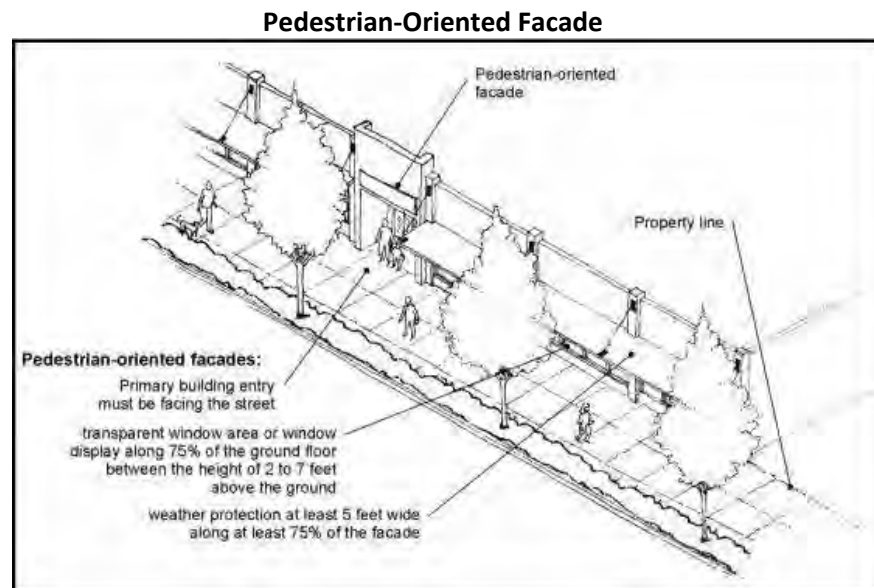 Pedestrian-Oriented Facade
Pedestrian-oriented
facade
Property line
Pedestrian-oriented facades:
Primary building entry
must be facing the street
transparent window area or window
display along 75% of the ground floor
between the height of 2 to 7 feet
above the ground
weather protection at least 5 feet wide
along at least 75% of the facade